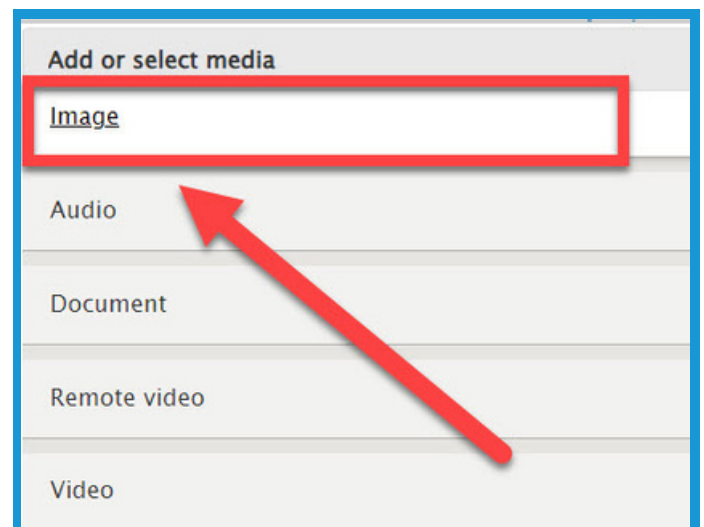 Add or select media
Image
Audio
Document
Remote video
Video